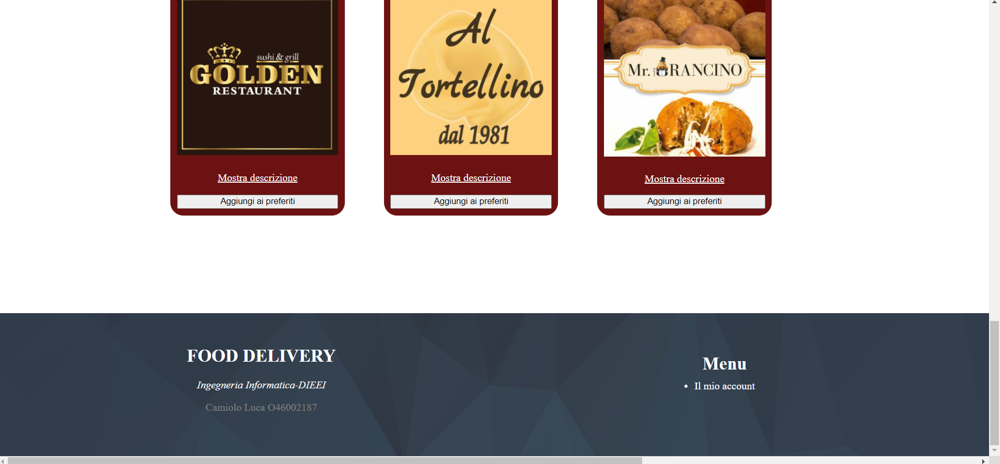 sushi & grill
GOLDEN
RESTAURANT
Al
Tortellino
dal 1981
Mr. ARANCINO
Mostra descrizione
Mostra descrizione
Mostra descrizione
Aggiungi ai preferiti
Aggiungi ai preferiti
Aggiungi ai preferiti
FOOD DELIVERY
Ingegneria Informatica-DIEEI
Camiolo Luca O46002187
Menu
• Il mio account